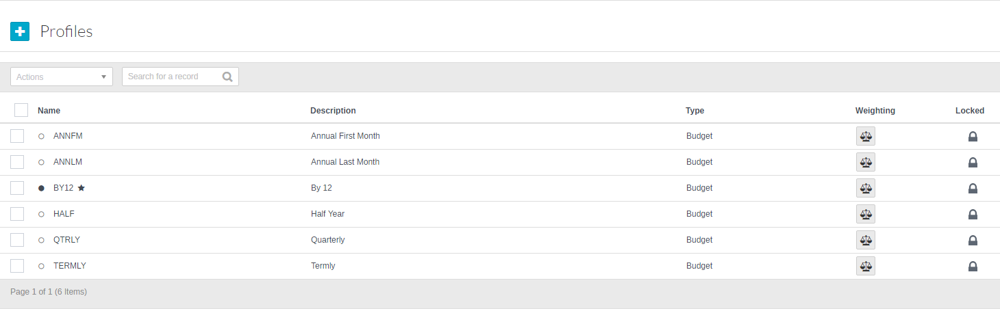 Profiles
Actions Search for a record
Name Description Type Weighting Locked
ANNFM Annual First Month Budget
ANNLM Annual Last Month Budget
BY12 By 12 Budget
HALF Half Year Budget
QTRLY Quarterly Budget
TERMLY Termly Budget
Page 1 of 1 (6 Items)